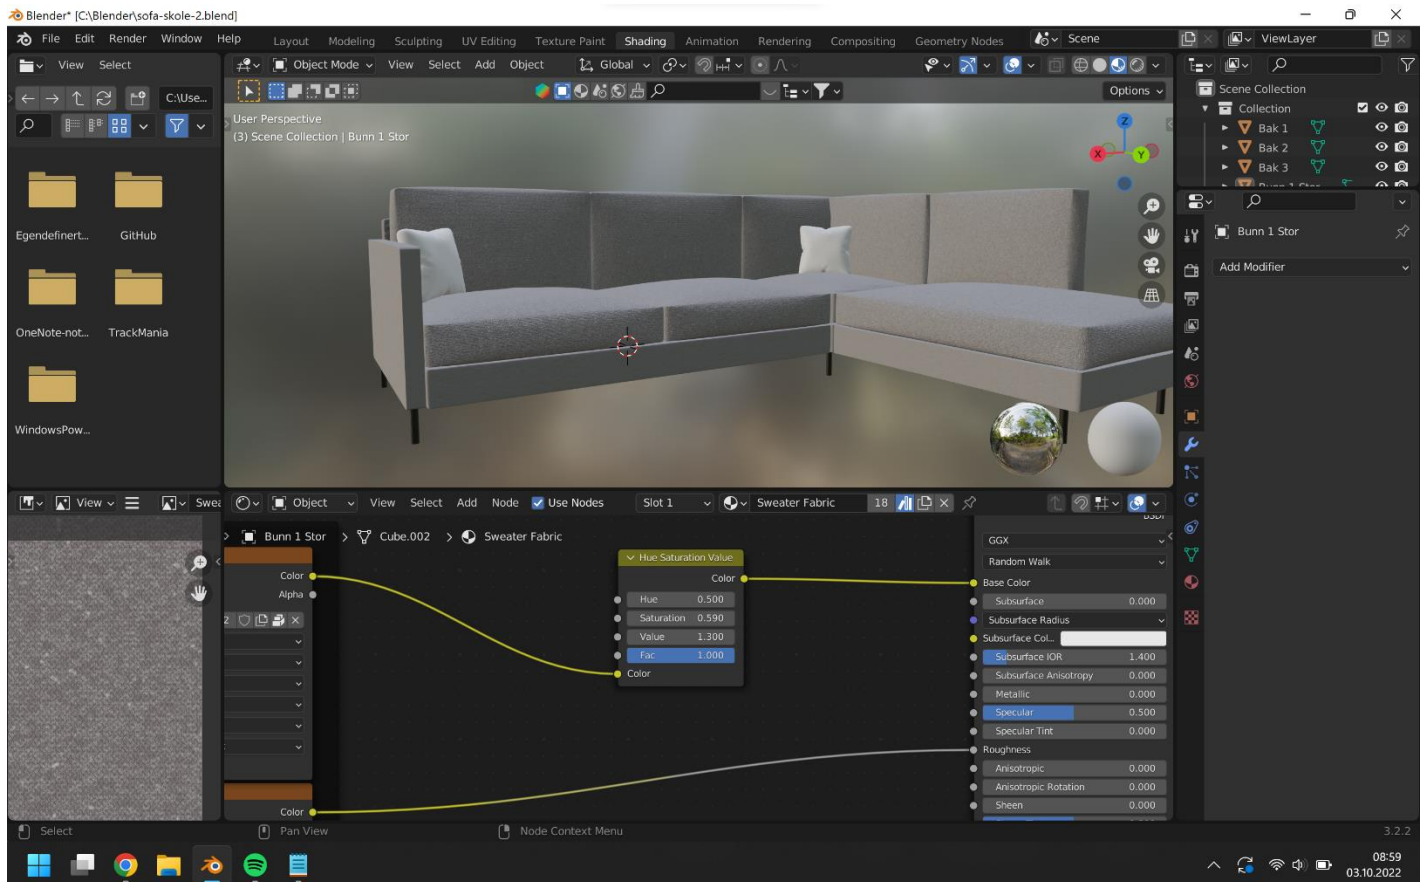 Blender* [C:\Blender\sofa-skole-2.blend]
File Edit Render Window Help Layout Modeling Sculpting UV Editing Texture Paint Shading Animation Rendering Compositing Geometry Nodes Scene ViewLayer
View Select Object Mode View Select Add Object Global
C:\Use... Options
User Perspective
(3) Scene Collection | Bunn 1 Stor
Z
X
Y
Egendefinert... GitHub
OneNote-not... TrackMania
WindowsPow...
Scene Collection
Collection
Bak 1
Bak 2
Bak 3
Bunn 1 Stor
Bunn 1 Stor
Add Modifier
View Swea Object View Select Add Node Use Nodes Slot 1 Sweater Fabric 18
Bunn 1 Stor > Cube.002 > Sweater Fabric
Color
Alpha
2
Color
Hue Saturation Value
Color
Hue 0.500
Saturation 0.590
Value 1.300
Fac 1.000
Color
BSDF
GGX
Random Walk
Base Color
Subsurface 0.000
Subsurface Radius
Subsurface Col...
Subsurface IOR 1.400
Subsurface Anisotropy 0.000
Metallic 0.000
Specular 0.500
Specular Tint 0.000
Roughness
Anisotropic 0.000
Anisotropic Rotation 0.000
Sheen 0.000
Select Pan View Node Context Menu 3.2.2
08:59
03.10.2022